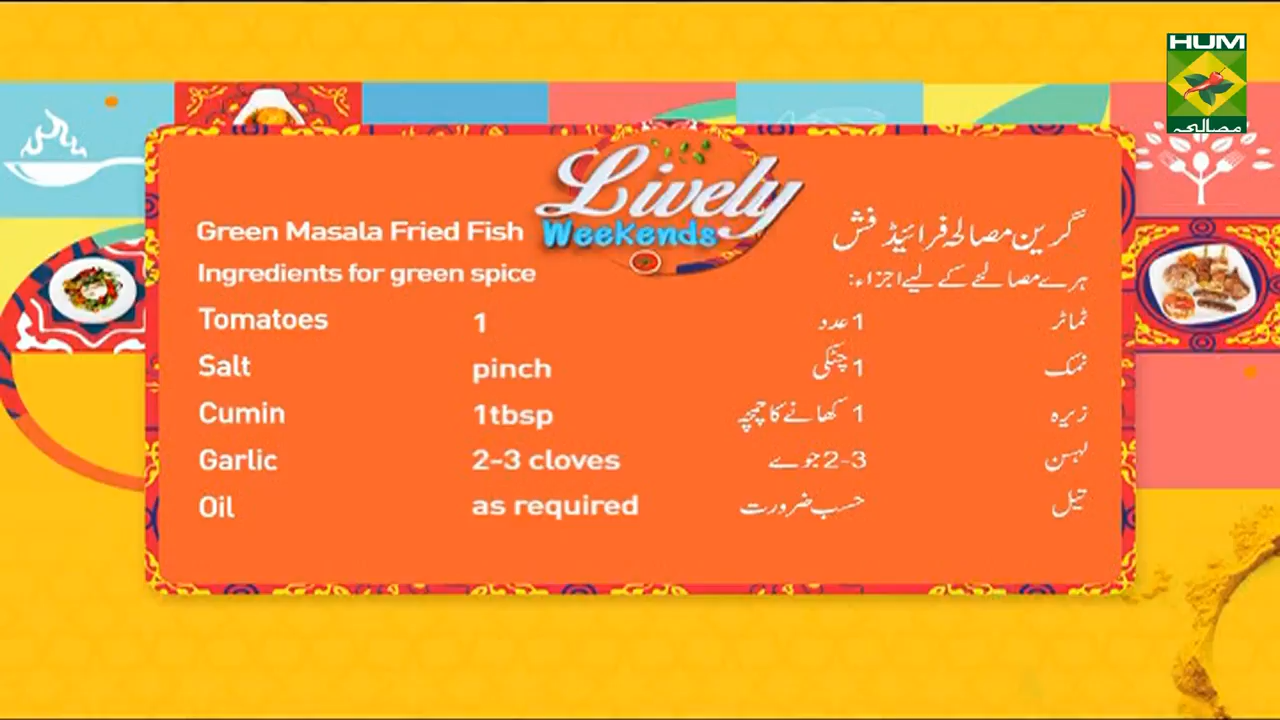 HUM
مصالحہ
Lively
Weekends
Green Masala Fried Fish گرین مصالحہ فرائیڈ فش
Ingredients for green spice ہرے مصالحے کے لیے اجزاء:
Tomatoes 1 1 عدد ٹماٹر
Salt pinch 1 چٹکی نمک
Cumin 1tbsp 1 کھانے کا چمچہ زیرہ
Garlic 2-3 cloves 2-3 جوے لہسن
Oil as required حسب ضرورت تیل